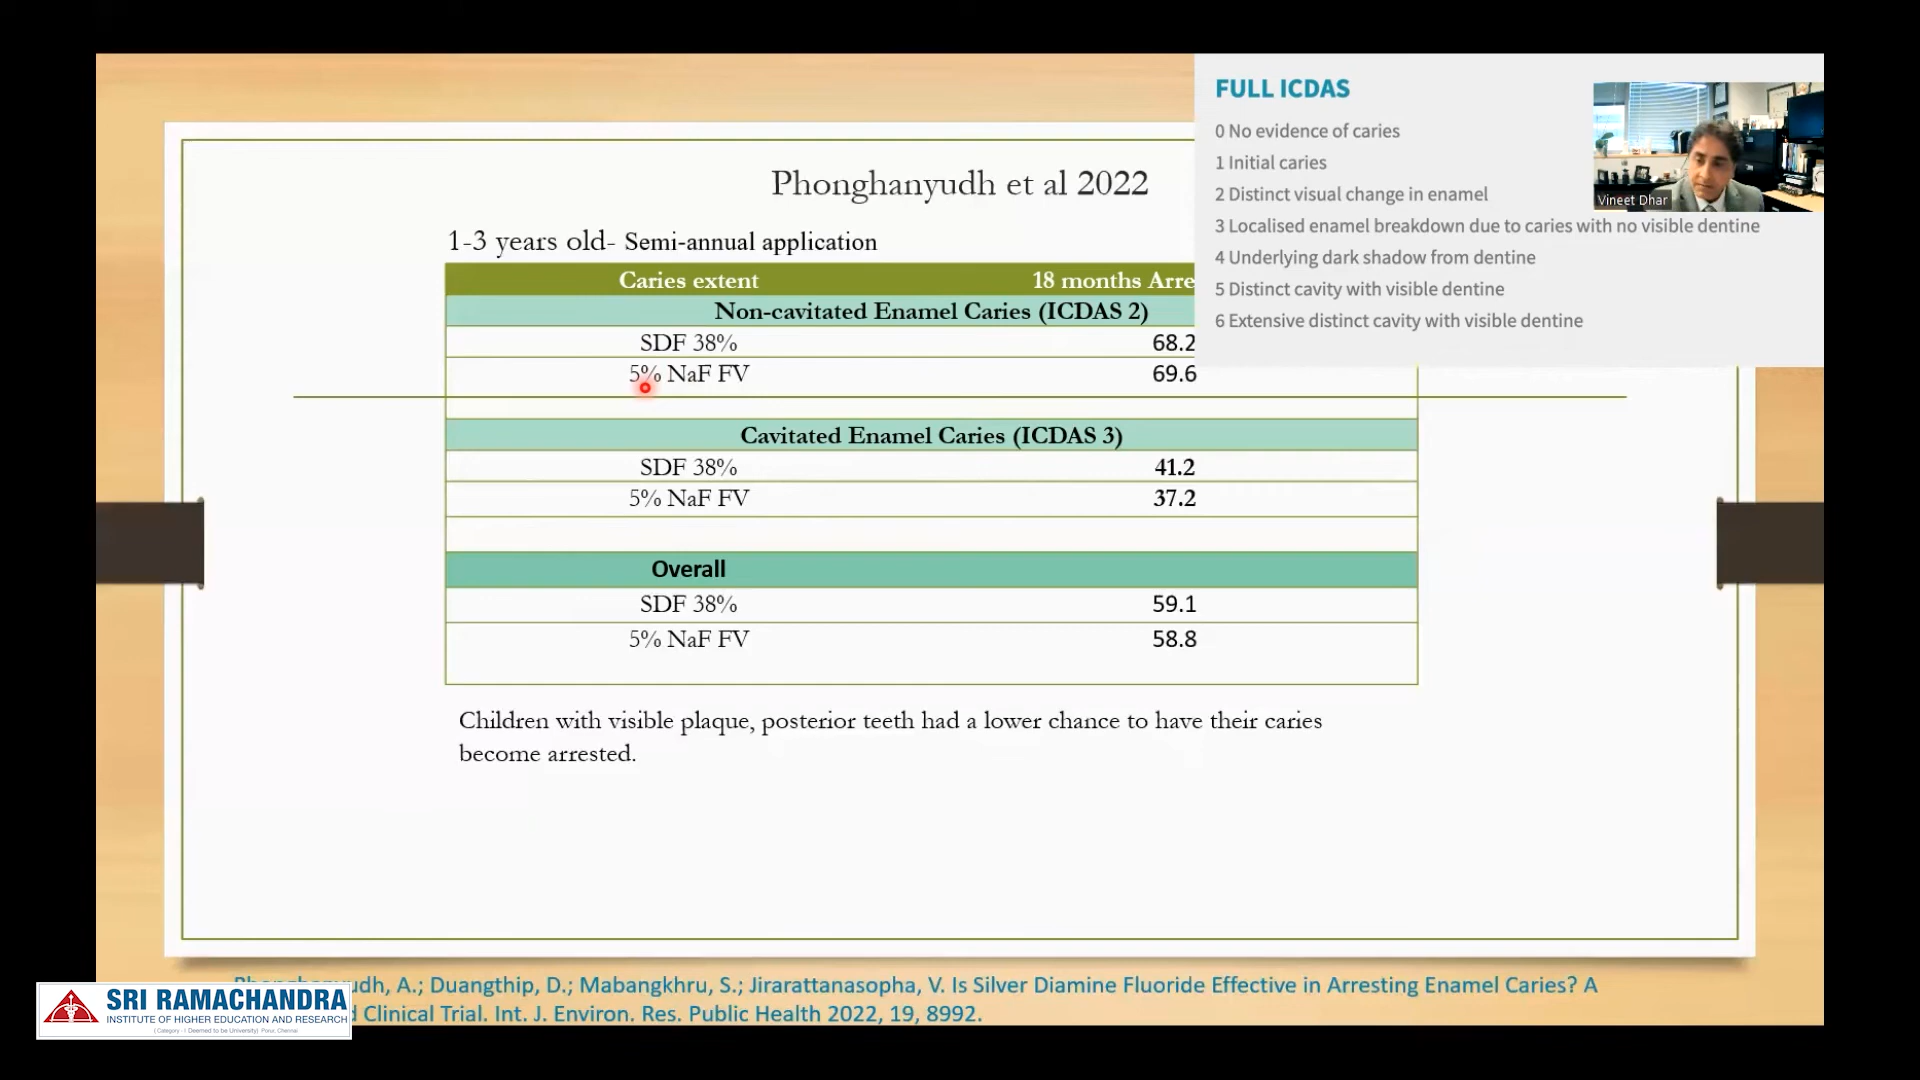 FULL ICDAS
0 No evidence of caries
1 Initial caries
2 Distinct visual change in enamel
3 Localised enamel breakdown due to caries with no visible dentine
4 Underlying dark shadow from dentine
5 Distinct cavity with visible dentine
6 Extensive distinct cavity with visible dentine
Vineet Dhar
Phonghanyudh et al 2022
1-3 years old- Semi-annual application
Caries extent 18 months Arre
Non-cavitated Enamel Caries (ICDAS 2)
SDF 38% 68.2
5% NaF FV 69.6
Cavitated Enamel Caries (ICDAS 3)
SDF 38% 41.2
5% NaF FV 37.2
Overall
SDF 38% 59.1
5% NaF FV 58.8
Children with visible plaque, posterior teeth had a lower chance to have their caries
become arrested.
A.; Duangthip, D.; Mabangkhru, S.; Jirarattanasopha, V. Is Silver Diamine Fluoride Effective in Arresting Enamel Caries? A
Clinical Trial. Int. J. Environ. Res. Public Health 2022, 19, 8992.
SRI RAMACHANDRA
INSTITUTE OF HIGHER EDUCATION AND RESEARCH
(Category - I Deemed to be University) Porur, Chennai